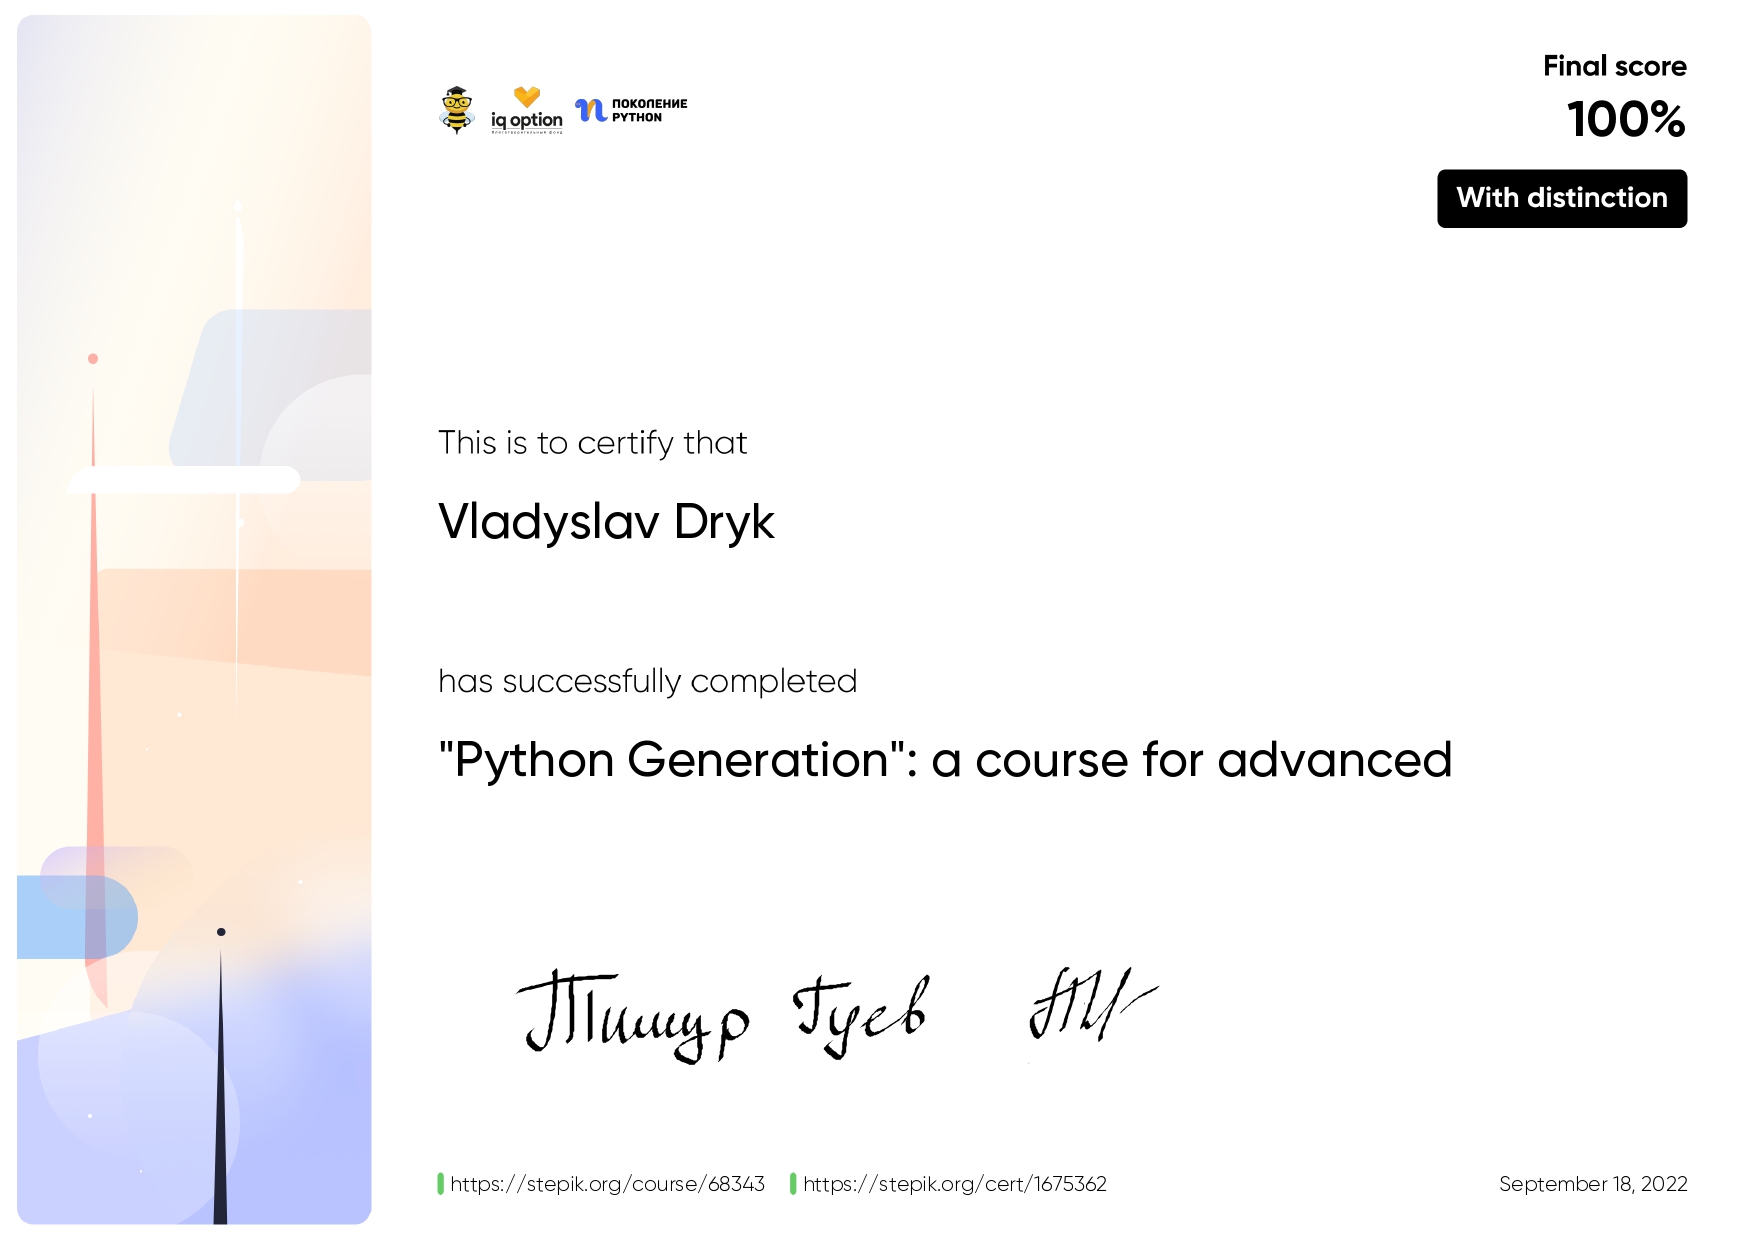 iq option
благотворительный фонд
ПОКОЛЕНИЕ
PYTHON
Final score
100%
With distinction
This is to certify that
Vladyslav Dryk
has successfully completed
"Python Generation": a course for advanced
Тимур Гуев
https://stepik.org/course/68343
https://stepik.org/cert/1675362
September 18, 2022